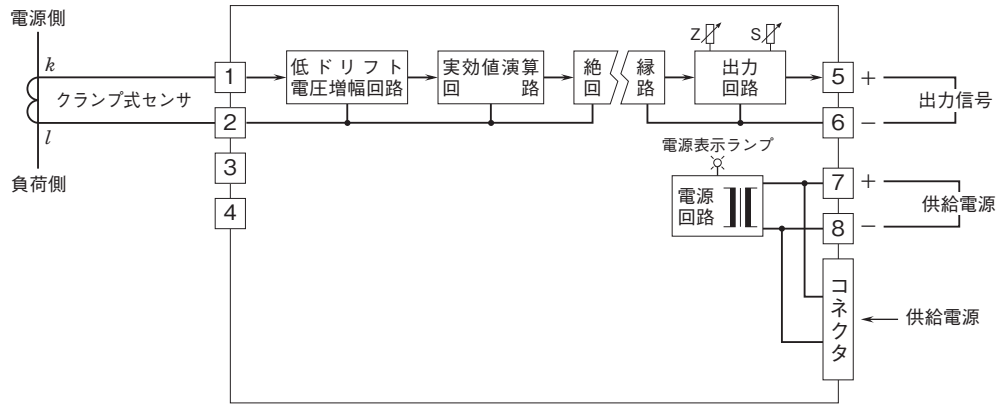 電源側
k
クランプ式センサ
l
負荷側
1
2
3
4
低ドリフト
電圧増幅回路
実効値演算
回路
絶縁
回路
Z
S
出力
回路
5
+
6
−
出力信号
電源表示ランプ
電源
回路
7
+
8
−
供給電源
コネクタ
供給電源